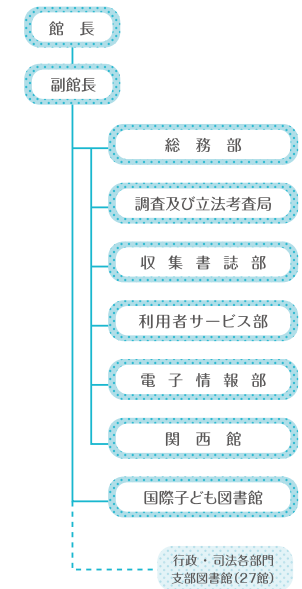 館 長
副館長
総 務 部
調査及び立法考査局
収 集 書 誌 部
利用者サービス部
電 子 情 報 部
関 西 館
国際子ども図書館
行政・司法各部門
支部図書館(27館)